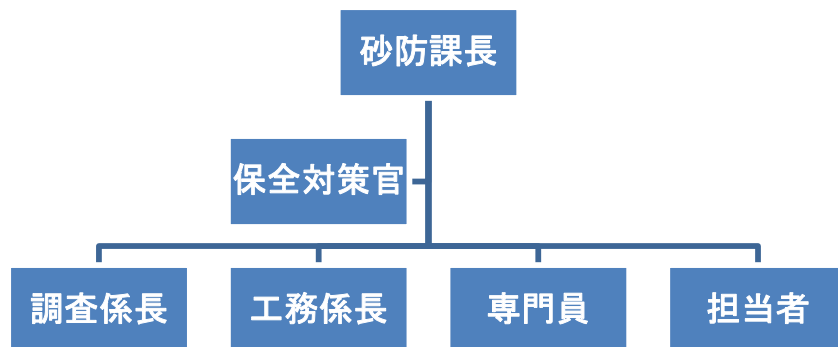 砂防課長
保全対策官
調査係長
工務係長
専門員
担当者